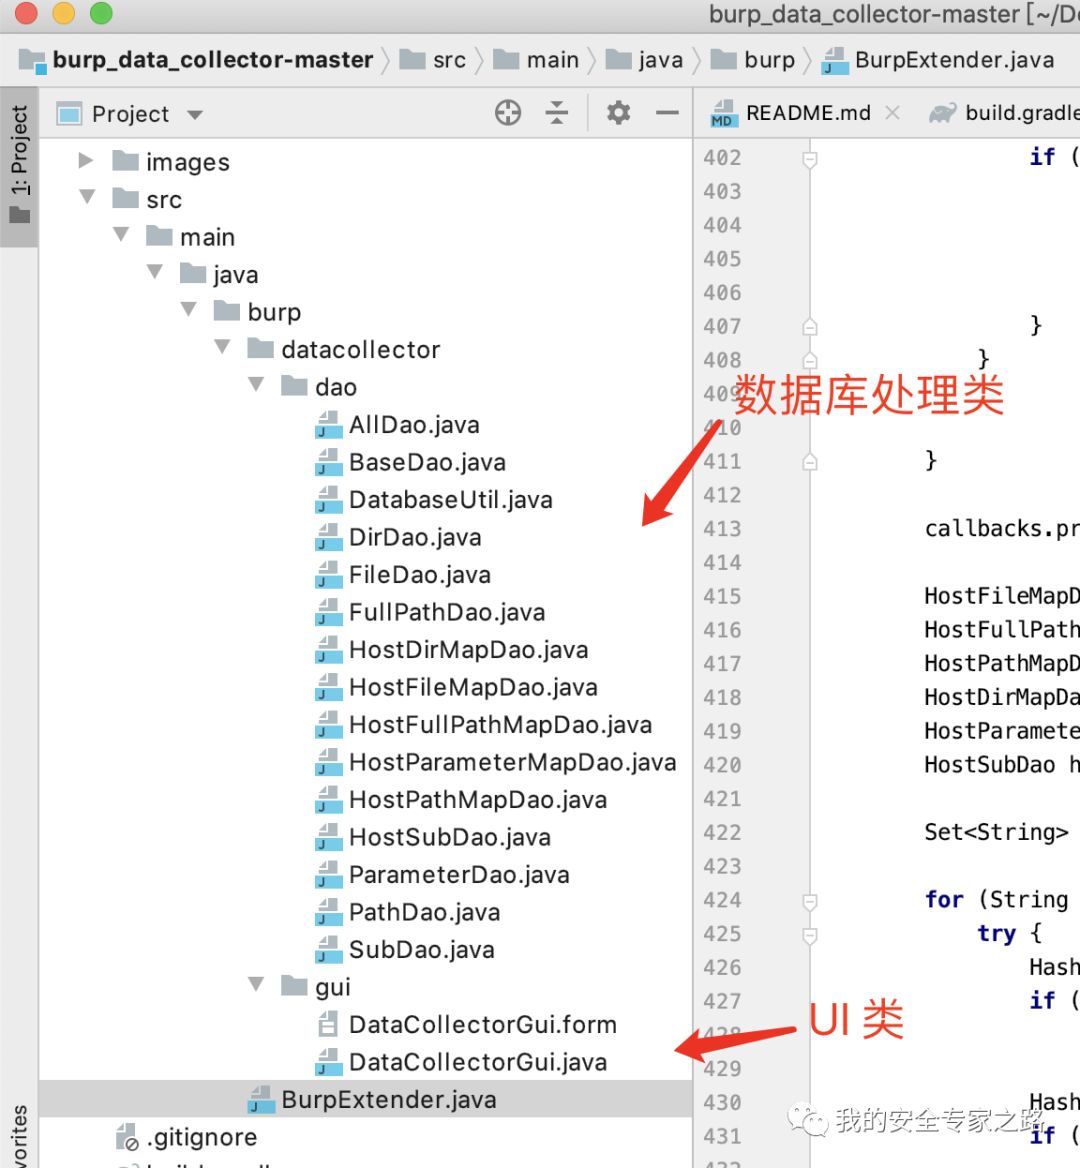 burp_data_collector-master [~/D
burp_data_collector-master
src
main
java
burp
BurpExtender.java
1: Project
Project
README.md
build.gradle
images
src
main
java
burp
datacollector
dao
AllDao.java
BaseDao.java
DatabaseUtil.java
DirDao.java
FileDao.java
FullPathDao.java
HostDirMapDao.java
HostFileMapDao.java
HostFullPathMapDao.java
HostParameterMapDao.java
HostPathMapDao.java
HostSubDao.java
ParameterDao.java
PathDao.java
SubDao.java
gui
DataCollectorGui.form
DataCollectorGui.java
BurpExtender.java
.gitignore
数据库处理类
UI 类
402 if (
403
404
405
406
407 }
408 }
409
410
411 }
412
413 callbacks.pr
414
415 HostFileMapD
416 HostFullPath
417 HostPathMapD
418 HostDirMapDa
419 HostParamete
420 HostSubDao h
421
422 Set<String>
423
424 for (String
425 try {
426 Hash
427 if (
428
429
430 Hash
431 if (
我的安全专家之路